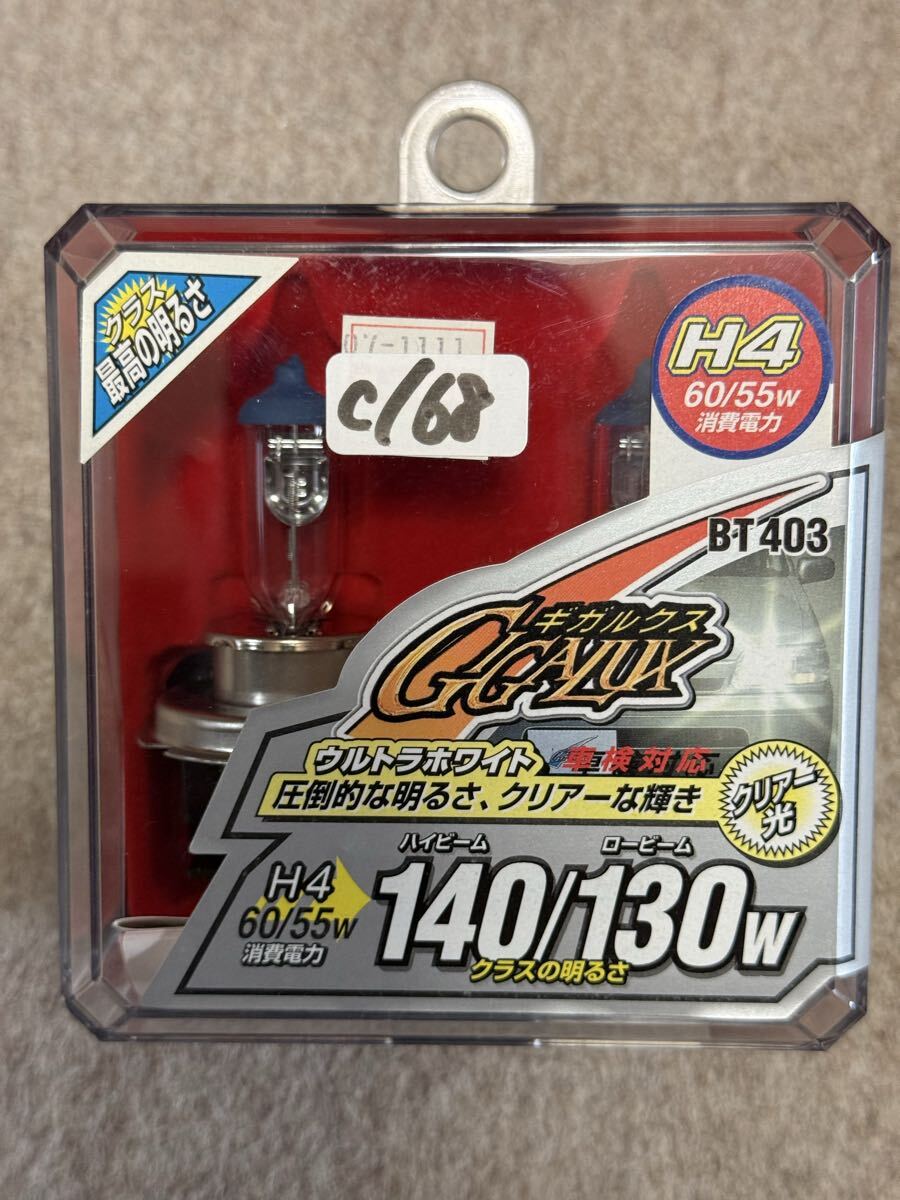 クラス
最高の明るさ
07-1111
C/68
H4
60/55W
消費電力
BT403
ギガルクス
GIGALUX
ウルトラホワイト
車検対応
圧倒的な明るさ、クリアーな輝き
クリアー光
ハイビーム
ロービーム
H4
60/55W
消費電力
140/130W
クラスの明るさ